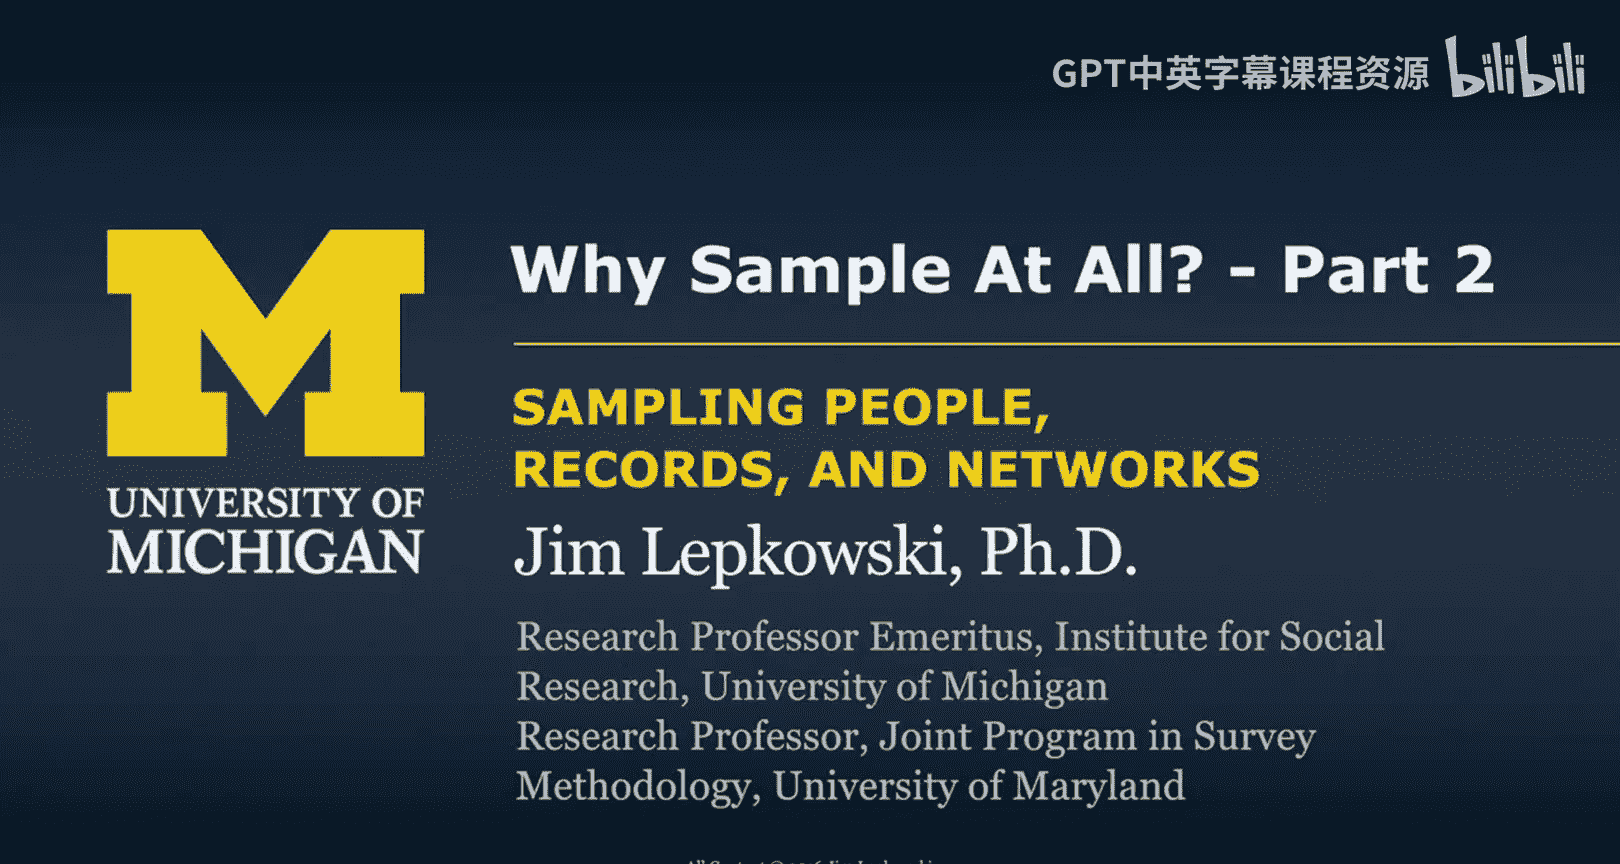 GPT中英字幕课程资源 bilibili
Why Sample At All? - Part 2
SAMPLING PEOPLE,
RECORDS, AND NETWORKS
UNIVERSITY OF
MICHIGAN
Jim Lepkowski, Ph.D.
Research Professor Emeritus, Institute for Social
Research, University of Michigan
Research Professor, Joint Program in Survey
Methodology, University of Maryland